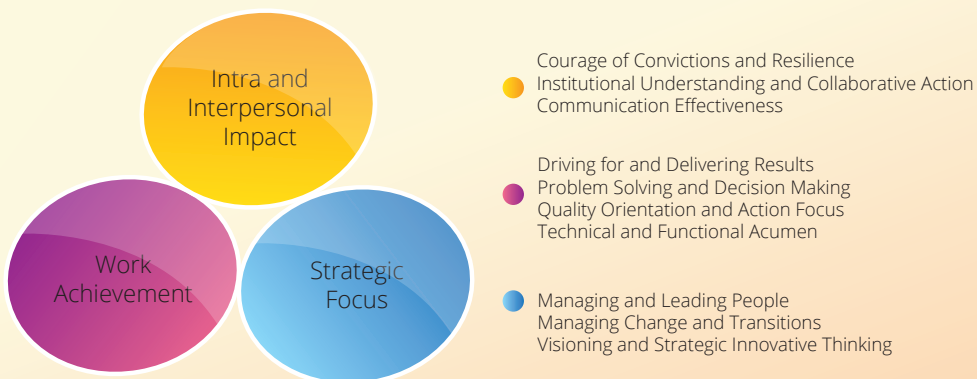 Intra and
Interpersonal
Impact
Work
Achievement
Strategic
Focus
Courage of Convictions and Resilience
Institutional Understanding and Collaborative Action
Communication Effectiveness
Driving for and Delivering Results
Problem Solving and Decision Making
Quality Orientation and Action Focus
Technical and Functional Acumen
Managing and Leading People
Managing Change and Transitions
Visioning and Strategic Innovative Thinking